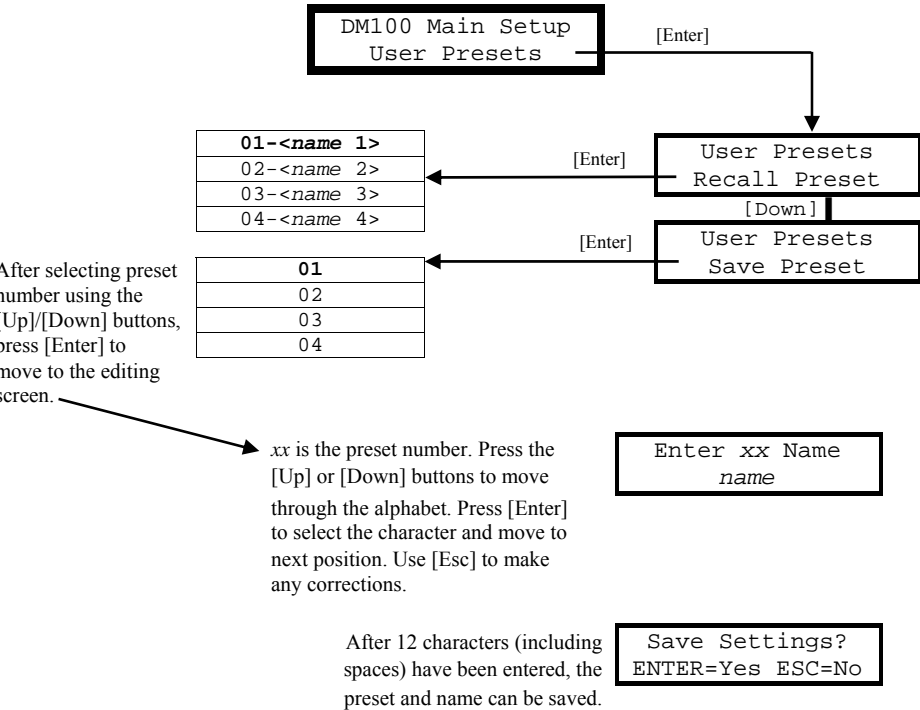 DM100 Main Setup
User Presets
[Enter]
01-<name 1>
02-<name 2>
03-<name 3>
04-<name 4>
[Enter]
User Presets
Recall Preset
[Down]
[Enter]
User Presets
Save Preset
01
02
03
04
After selecting preset
number using the
[Up]/[Down] buttons,
press [Enter] to
move to the editing
screen.
xx is the preset number. Press the
[Up] or [Down] buttons to move
through the alphabet. Press [Enter]
to select the character and move to
next position. Use [Esc] to make
any corrections.
Enter xx Name
name
After 12 characters (including
spaces) have been entered, the
preset and name can be saved.
Save Settings?
ENTER=Yes ESC=No